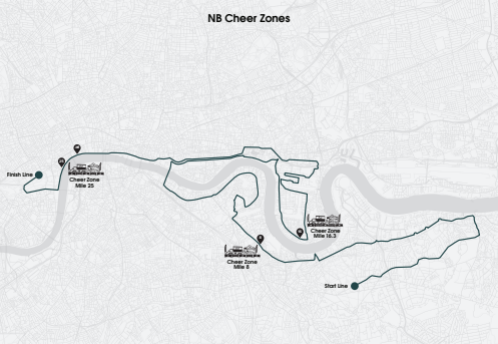 NB Cheer Zones
Finish Line
Cheer Zone
Mile 25
Cheer Zone
Mile 16.5
Cheer Zone
Mile 8
Start Line